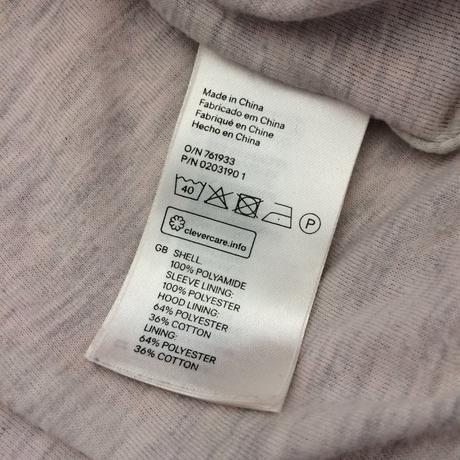 Made in China
Fabricado em China
Fabriqué en Chine
Hecho en China
O/N 761933
P/N 0203190 1
40 P
clevercare.info
GB SHELL
100% POLYAMIDE
SLEEVE LINING:
100% POLYESTER
HOOD LINING:
64% POLYESTER
36% COTTON
LINING:
64% POLYESTER
36% COTTON